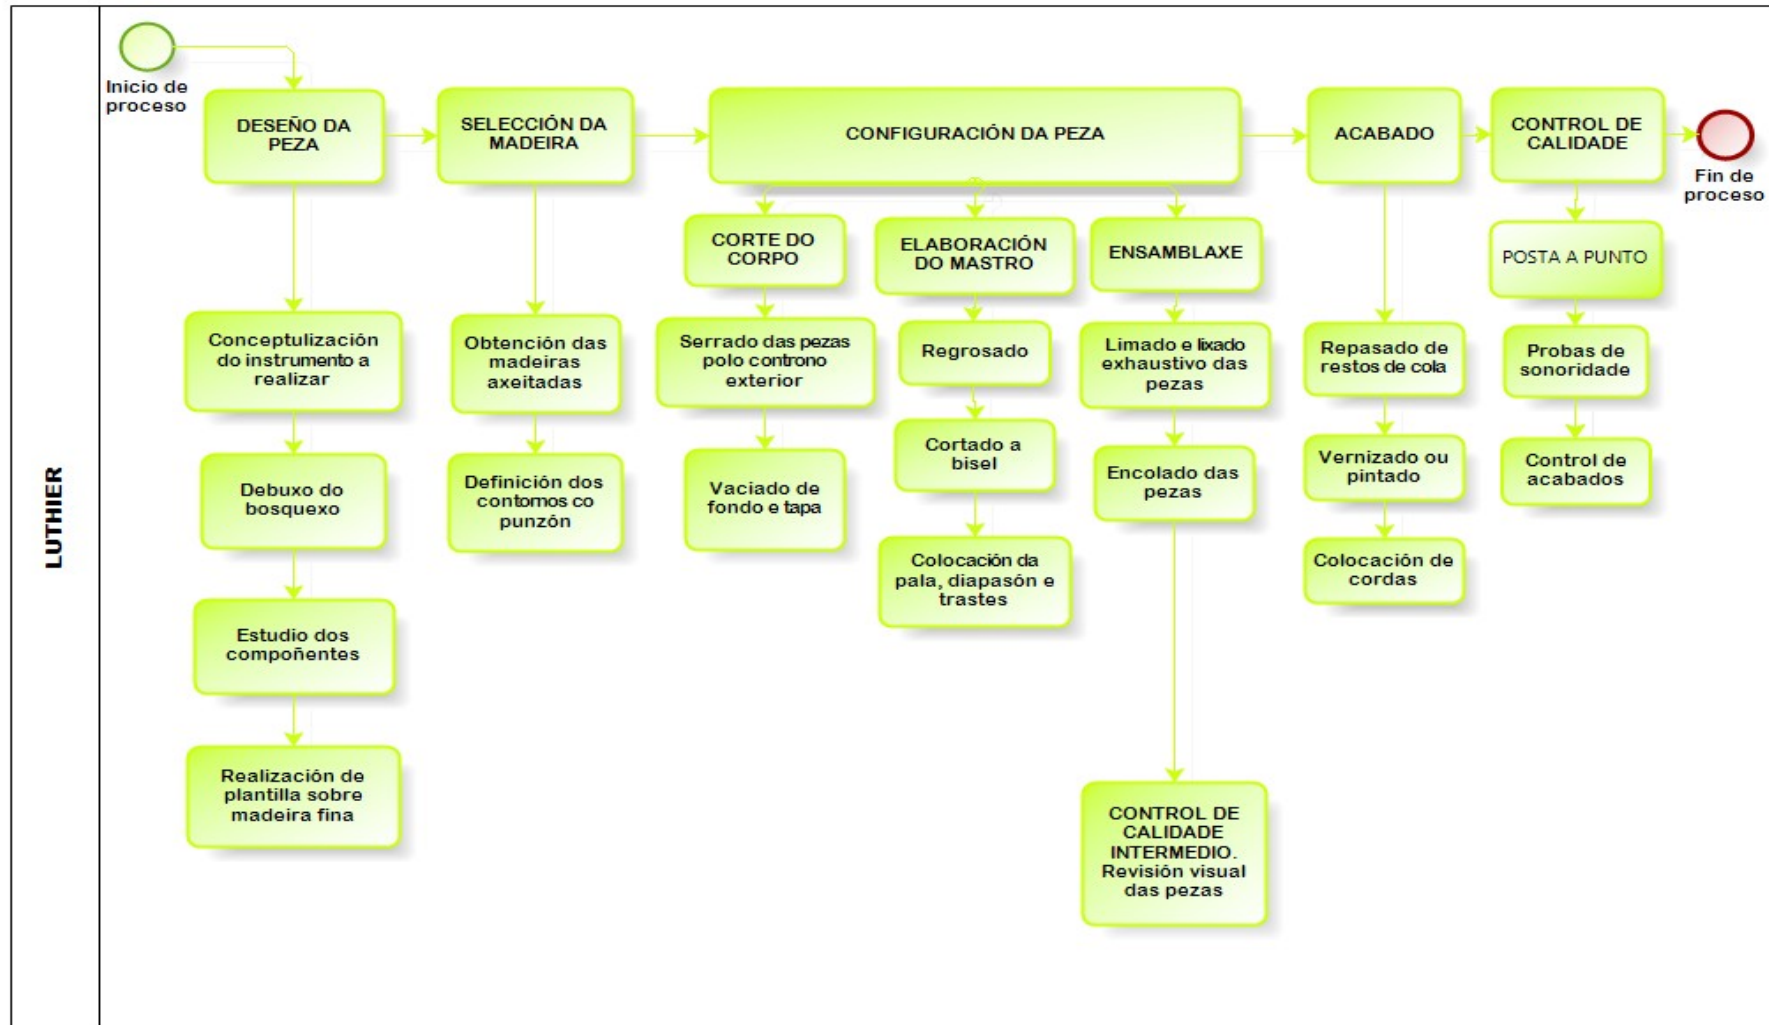 LUTHIER
Inicio de
proceso
DESEÑO DA
PEZA
SELECCIÓN DA
MADEIRA
CONFIGURACIÓN DA PEZA
ACABADO
CONTROL DE
CALIDADE
Fin de
proceso
Conceptulización
do instrumento a
realizar
Debuxo do
bosquexo
Estudio dos
compoñentes
Realización de
plantilla sobre
madeira fina
Obtención das
madeiras
axeitadas
Definición dos
contornos co
punzón
CORTE DO
CORPO
Serrado das pezas
polo controno
exterior
Vaciado de
fondo e tapa
ELABORACIÓN
DO MASTRO
Regrosado
Cortado a
bisel
Colocación da
pala, diapasón e
trastes
ENSAMBLAXE
Limado e lixado
exhaustivo das
pezas
Encolado das
pezas
CONTROL DE
CALIDADE
INTERMEDIO.
Revisión visual
das pezas
Repasado de
restos de cola
Vernizado ou
pintado
Colocación de
cordas
POSTA A PUNTO
Probas de
sonoridade
Control de
acabados